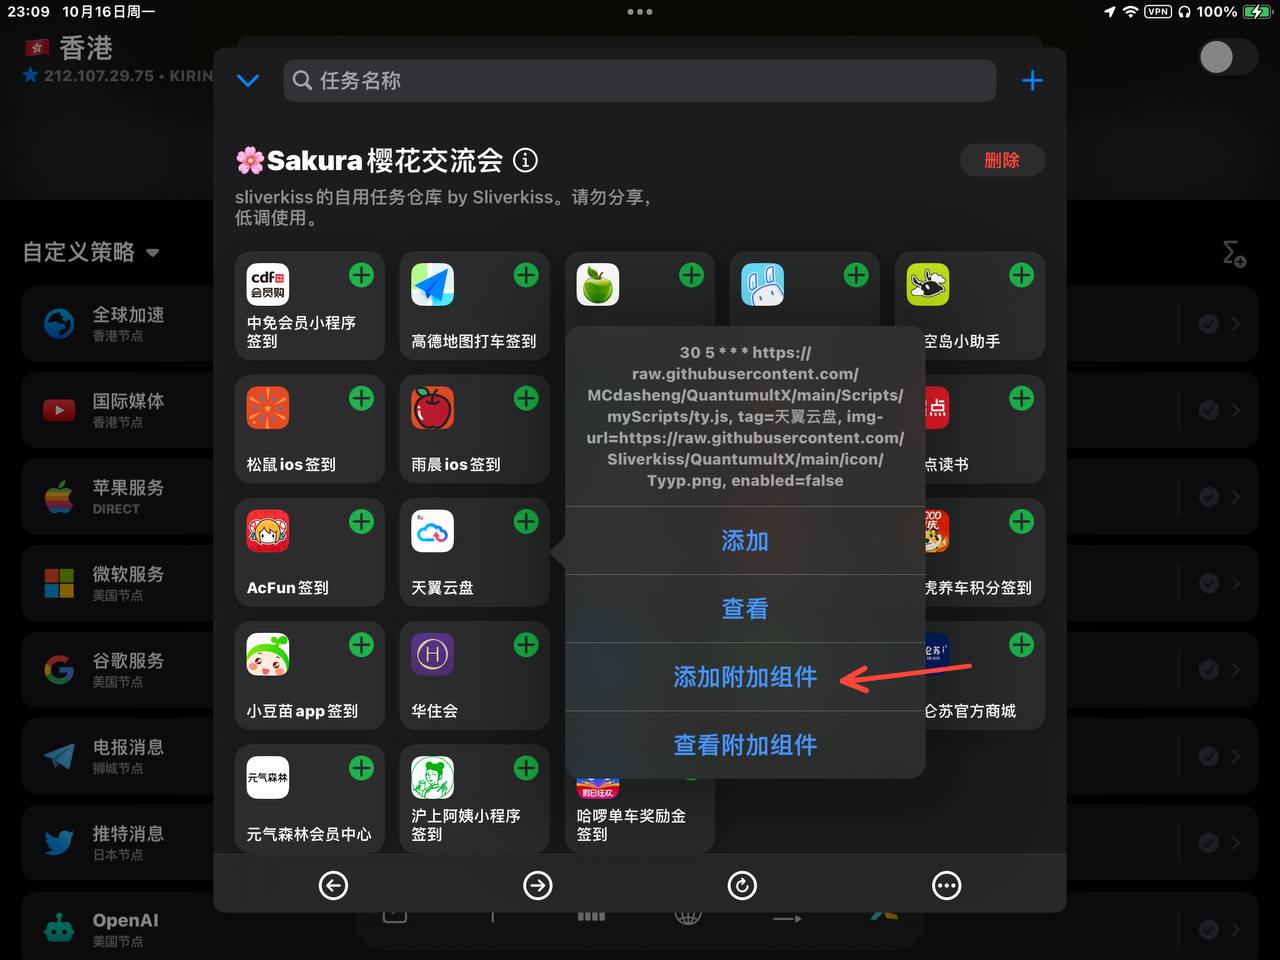 23:09 10月16日周一
VPN 100%
香港
212.107.29.75 • KIRIN
任务名称
🌸Sakura樱花交流会
删除
sliverkiss的自用任务仓库 by Sliverkiss。请勿分享，
低调使用。
自定义策略
全球加速
香港节点
国际媒体
香港节点
苹果服务
DIRECT
微软服务
美国节点
谷歌服务
美国节点
电报消息
狮城节点
推特消息
日本节点
OpenAI
美国节点
cdf
会员购
中免会员小程序
签到
高德地图打车签到
空岛小助手
松鼠ios签到
雨晨ios签到
点
点读书
AcFun签到
天翼云盘
虎养车积分签到
小豆苗app签到
H
华住会
仑苏官方商城
元气森林
元气森林会员中心
沪上阿姨小程序
签到
假日狂欢
哈啰单车奖励金
签到
30 5 * * * https://
raw.githubusercontent.com/
MCdasheng/QuantumultX/main/Scripts/
myScripts/ty.js, tag=天翼云盘, img-
url=https://raw.githubusercontent.com/
Sliverkiss/QuantumultX/main/icon/
Tyyp.png, enabled=false
添加
查看
添加附加组件
查看附加组件